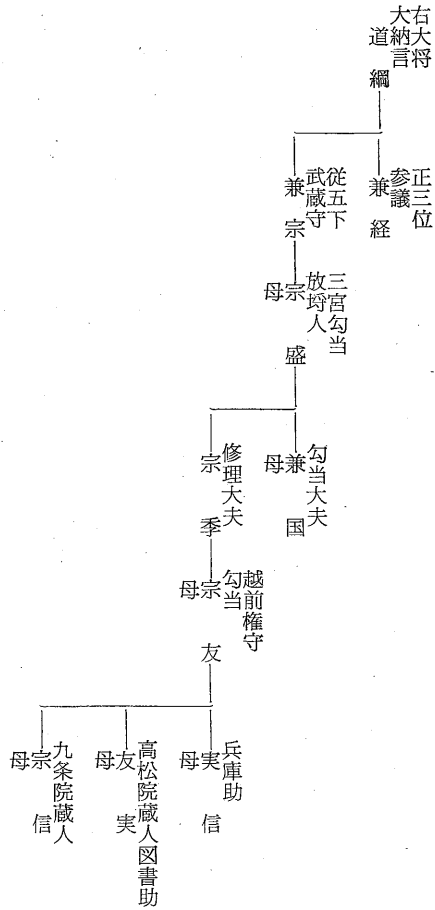 右大将
大納言
道綱
正三位
参議
兼経
従五下
武蔵守
兼宗
三宮勾当
放埒人
宗盛
母
勾当大夫
兼国
母
修理大夫
宗季
越前権守
勾当
宗友
母
兵庫助
実信
母
高松院蔵人図書助
友実
母
九条院蔵人
宗信
母